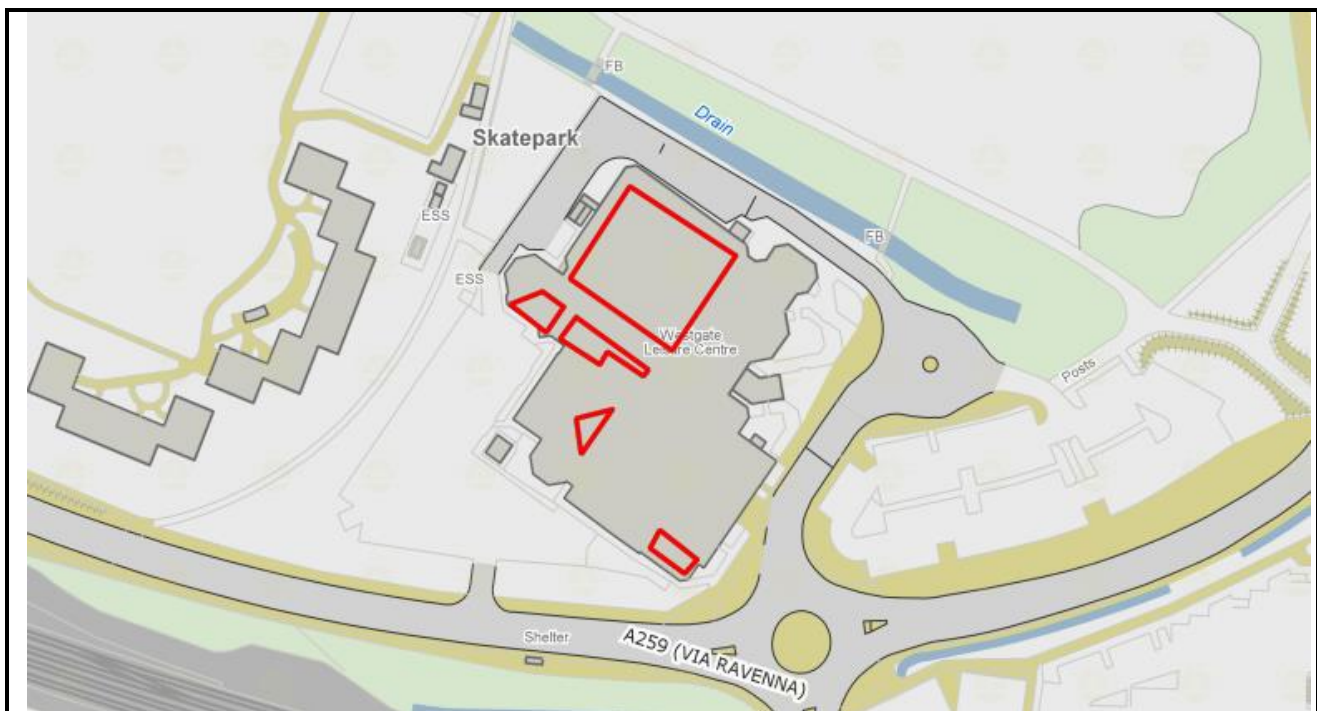 FB
Drain
Skatepark
ESS
FB
ESS
Westgate
Leisure Centre
Posts
Shelter
A259 (VIA RAVENNA)